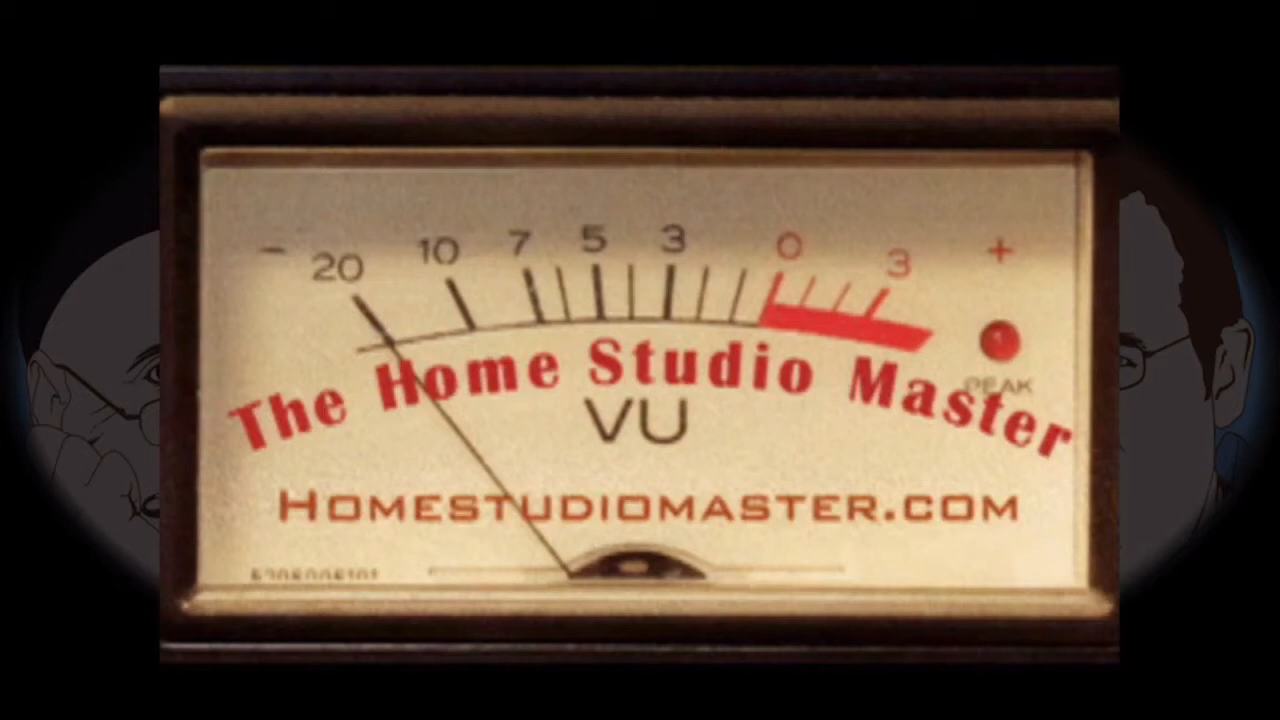 − 20 10 7 5 3 0 3 +
PEAK
The Home Studio Master
VU
HOMESTUDIOMASTER.COM